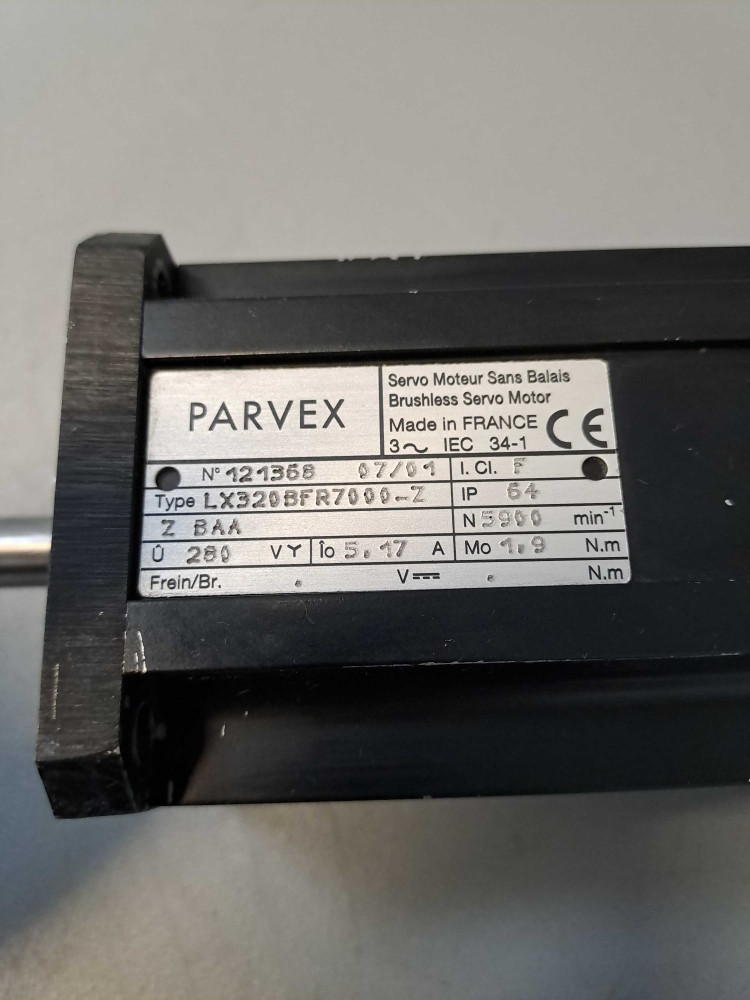 PARVEX
Servo Moteur Sans Balais
Brushless Servo Motor
Made in FRANCE CE
3~ IEC 34-1
N° 121368 07/01 I. Cl. F
Type LX320BFR7000-Z IP 64
Z BAA N 5900 min⁻¹
Û 280 V Y Îo 5.17 A Mo 1.9 N.m
Frein/Br. . V⎓ . N.m